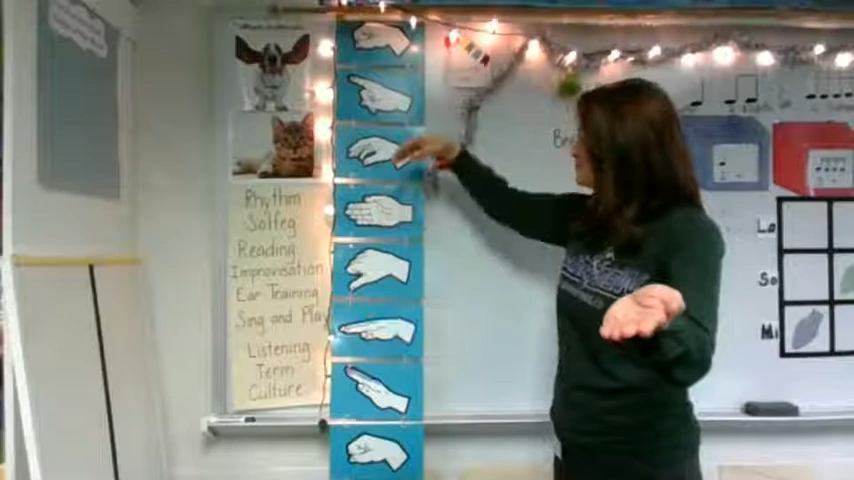 Rhythm
Solfeg
Reading
Improvisation
Ear Training
Sing and Play
Listening
Term
Culture
La
So
Mi